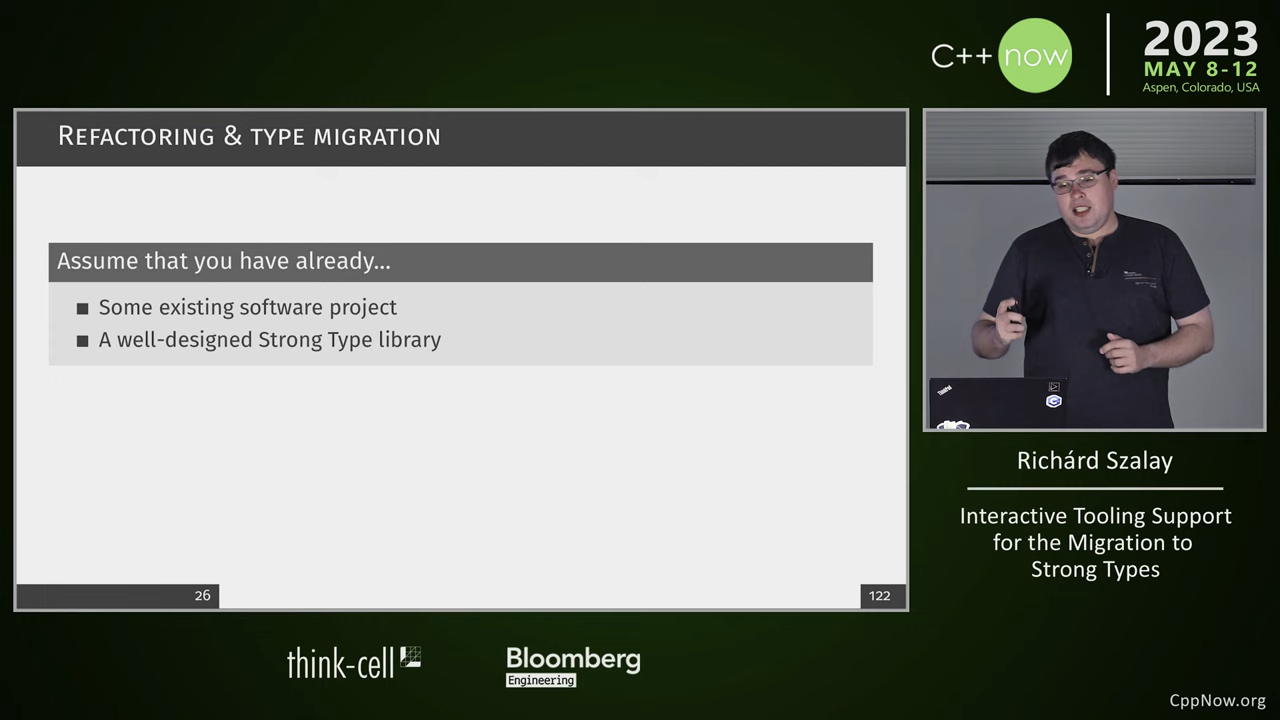 C++ now
2023
MAY 8-12
Aspen, Colorado, USA
REFACTORING & TYPE MIGRATION
Assume that you have already...
Some existing software project
A well-designed Strong Type library
26
122
ThinkPad
Richárd Szalay
Interactive Tooling Support
for the Migration to
Strong Types
think-cell
Bloomberg
Engineering
CppNow.org